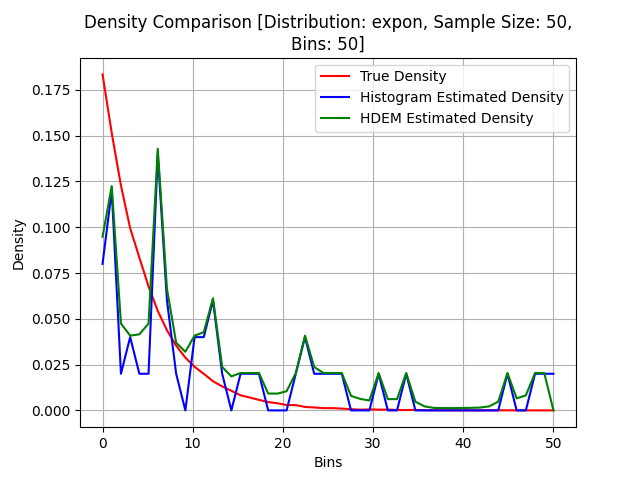 Density Comparison [Distribution: expon, Sample Size: 50,
Bins: 50]
True Density
Histogram Estimated Density
HDEM Estimated Density
Density
0.175
0.150
0.125
0.100
0.075
0.050
0.025
0.000
0 10 20 30 40 50
Bins